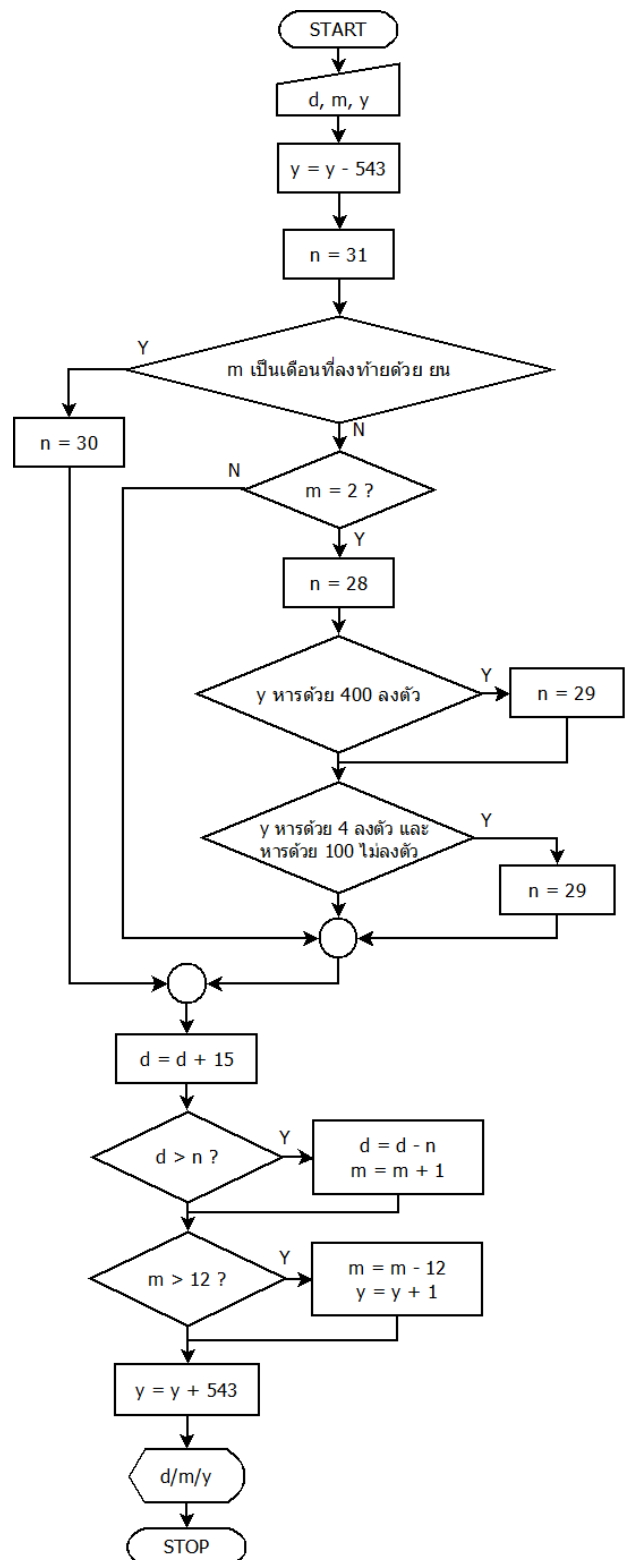 START
d, m, y
y = y - 543
n = 31
Y
m เป็นเดือนที่ลงท้ายด้วย ยน
n = 30
N
N
m = 2 ?
Y
n = 28
y หารด้วย 400 ลงตัว
Y
n = 29
y หารด้วย 4 ลงตัว และ
หารด้วย 100 ไม่ลงตัว
Y
n = 29
d = d + 15
d > n ?
Y
d = d - n
m = m + 1
m > 12 ?
Y
m = m - 12
y = y + 1
y = y + 543
d/m/y
STOP